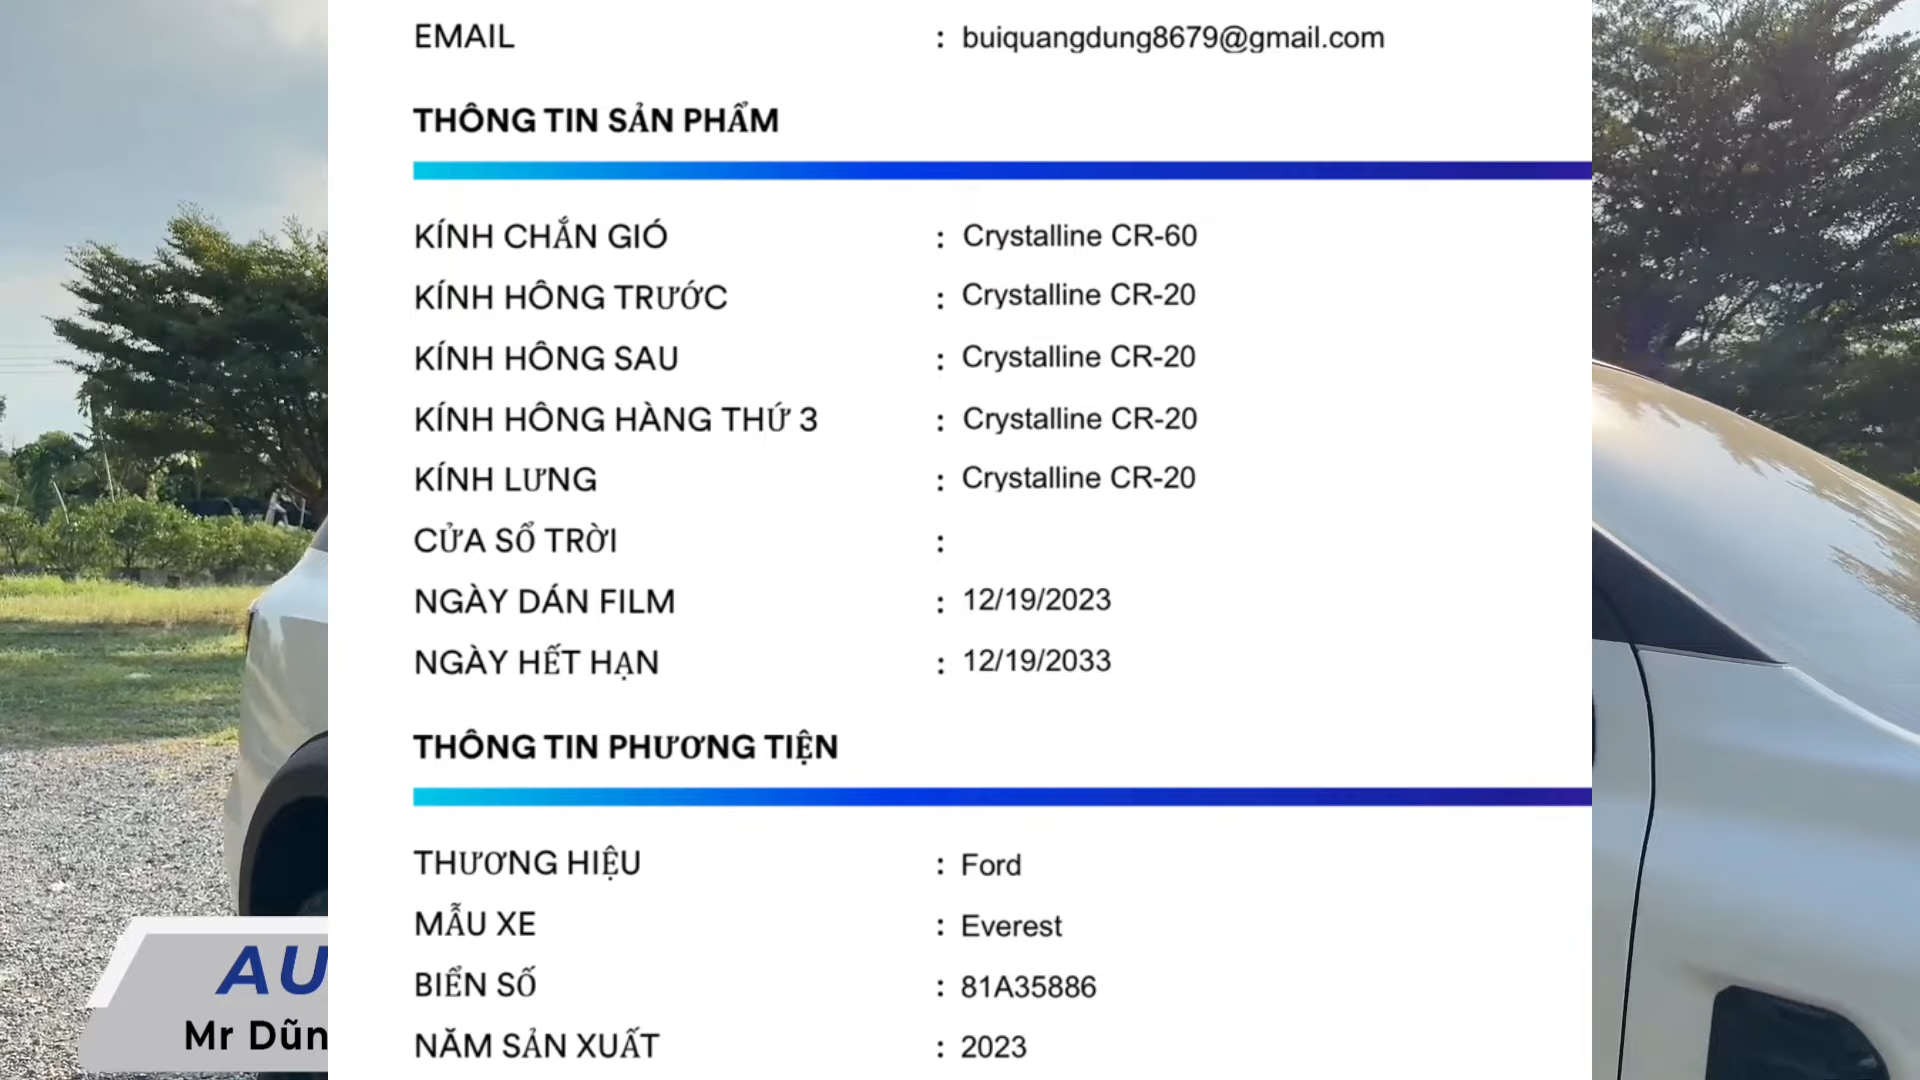 EMAIL : buiquangdung8679@gmail.com
THÔNG TIN SẢN PHẨM
KÍNH CHẮN GIÓ : Crystalline CR-60
KÍNH HÔNG TRƯỚC : Crystalline CR-20
KÍNH HÔNG SAU : Crystalline CR-20
KÍNH HÔNG HÀNG THỨ 3 : Crystalline CR-20
KÍNH LƯNG : Crystalline CR-20
CỬA SỔ TRỜI :
NGÀY DÁN FILM : 12/19/2023
NGÀY HẾT HẠN : 12/19/2033
THÔNG TIN PHƯƠNG TIỆN
THƯƠNG HIỆU : Ford
MẪU XE : Everest
BIỂN SỐ : 81A35886
NĂM SẢN XUẤT : 2023
AU
Mr Dũn